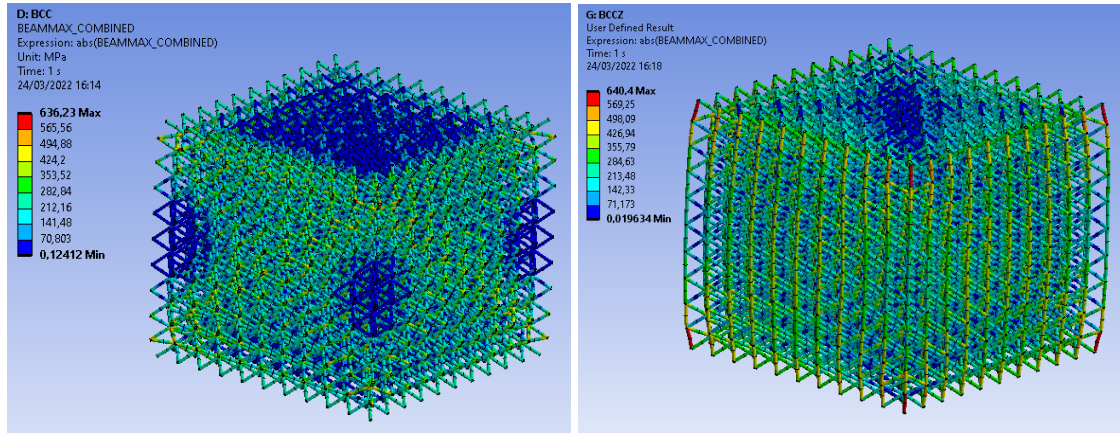 D: BCC
BEAMMAX_COMBINED
Expression: abs(BEAMMAX_COMBINED)
Unit: MPa
Time: 1 s
24/03/2022 16:14
636,23 Max
565,56
494,88
424,2
353,52
282,84
212,16
141,48
70,803
0,12412 Min
G: BCCZ
User Defined Result
Expression: abs(BEAMMAX_COMBINED)
Time: 1 s
24/03/2022 16:18
640,4 Max
569,25
498,09
426,94
355,79
284,63
213,48
142,33
71,173
0,019634 Min